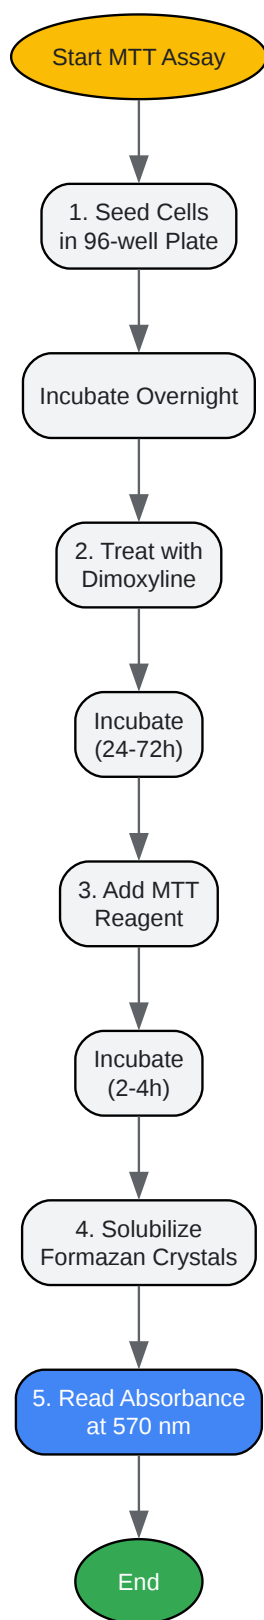 Start MTT Assay
1. Seed Cells
in 96-well Plate
Incubate Overnight
2. Treat with
Dimoxyline
Incubate
(24-72h)
3. Add MTT
Reagent
Incubate
(2-4h)
4. Solubilize
Formazan Crystals
5. Read Absorbance
at 570 nm
End